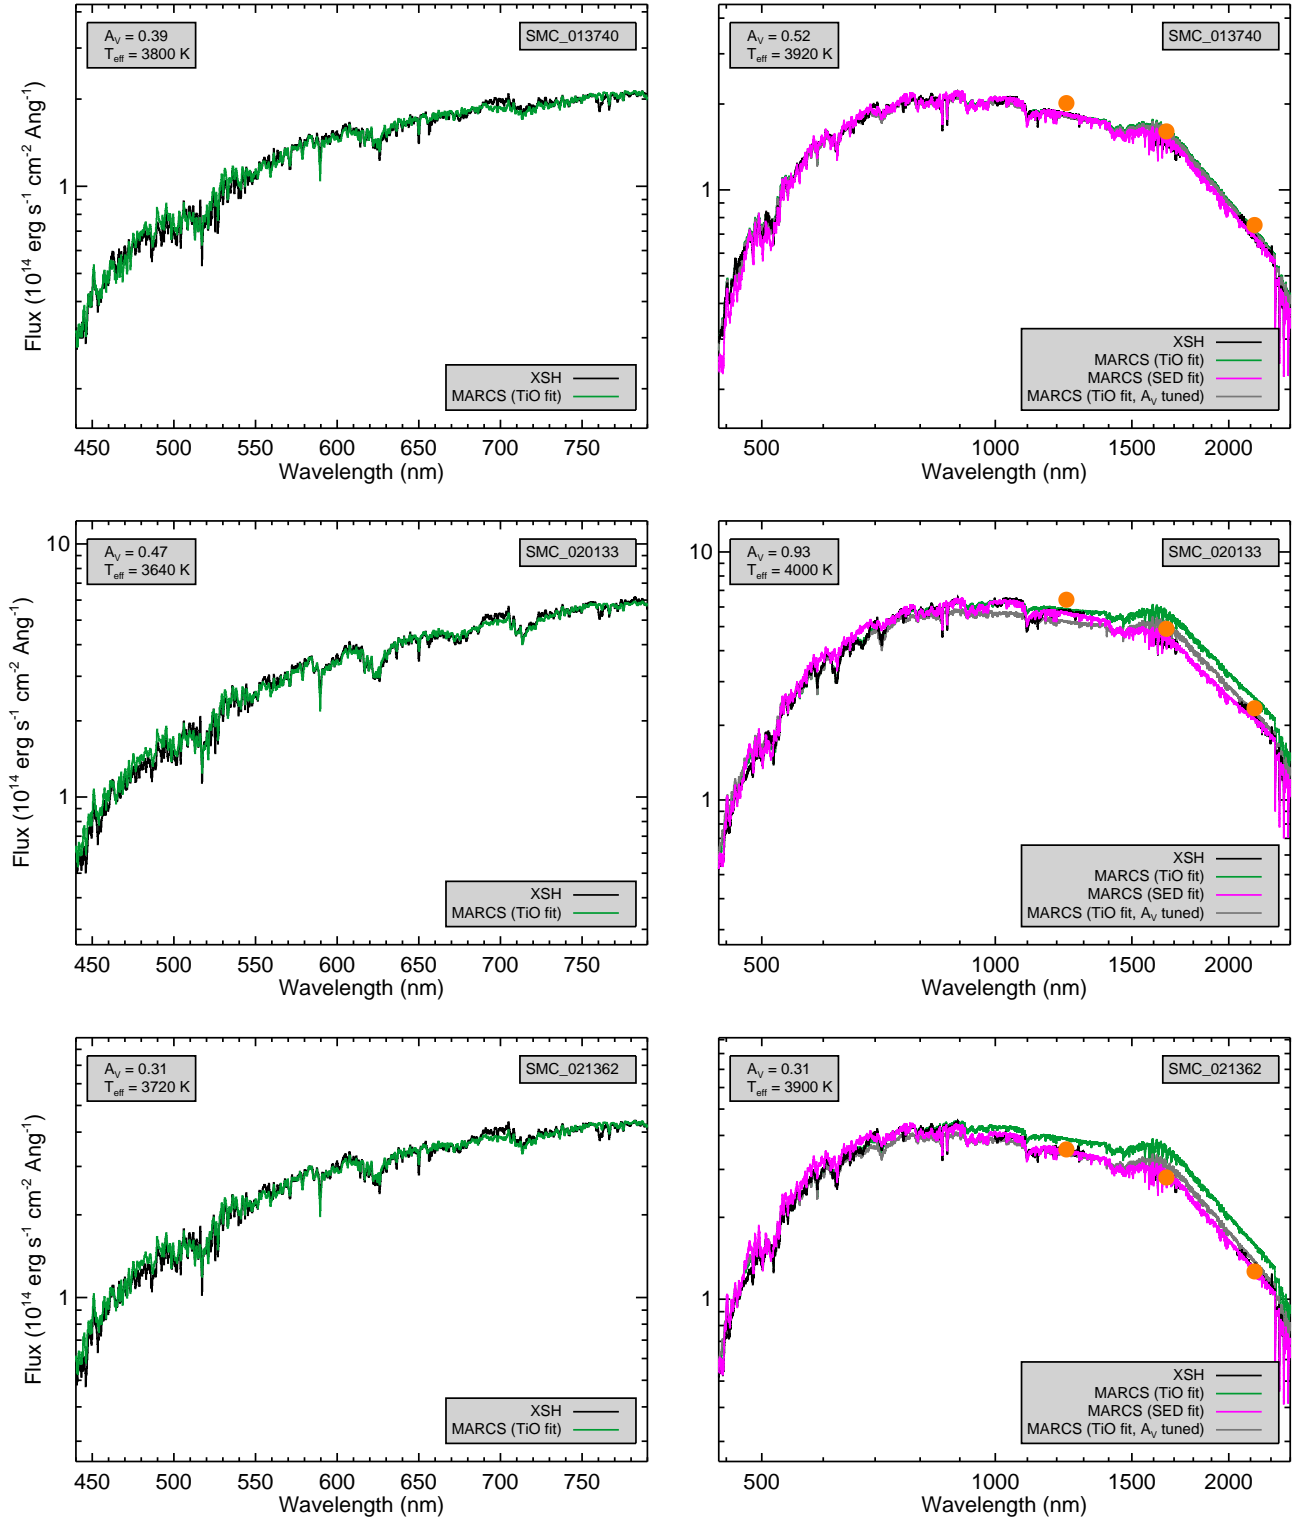 A_V = 0.39
T_eff = 3800 K
SMC_013740
1
Flux (10^14 erg s^-1 cm^-2 Ang^-1)
XSH
MARCS (TiO fit)
450 500 550 600 650 700 750
Wavelength (nm)
A_V = 0.52
T_eff = 3920 K
SMC_013740
1
XSH
MARCS (TiO fit)
MARCS (SED fit)
MARCS (TiO fit, A_V tuned)
500 1000 1500 2000
Wavelength (nm)
A_V = 0.47
T_eff = 3640 K
SMC_020133
10
1
Flux (10^14 erg s^-1 cm^-2 Ang^-1)
XSH
MARCS (TiO fit)
450 500 550 600 650 700 750
Wavelength (nm)
A_V = 0.93
T_eff = 4000 K
SMC_020133
10
1
XSH
MARCS (TiO fit)
MARCS (SED fit)
MARCS (TiO fit, A_V tuned)
500 1000 1500 2000
Wavelength (nm)
A_V = 0.31
T_eff = 3720 K
SMC_021362
1
Flux (10^14 erg s^-1 cm^-2 Ang^-1)
XSH
MARCS (TiO fit)
450 500 550 600 650 700 750
Wavelength (nm)
A_V = 0.31
T_eff = 3900 K
SMC_021362
1
XSH
MARCS (TiO fit)
MARCS (SED fit)
MARCS (TiO fit, A_V tuned)
500 1000 1500 2000
Wavelength (nm)